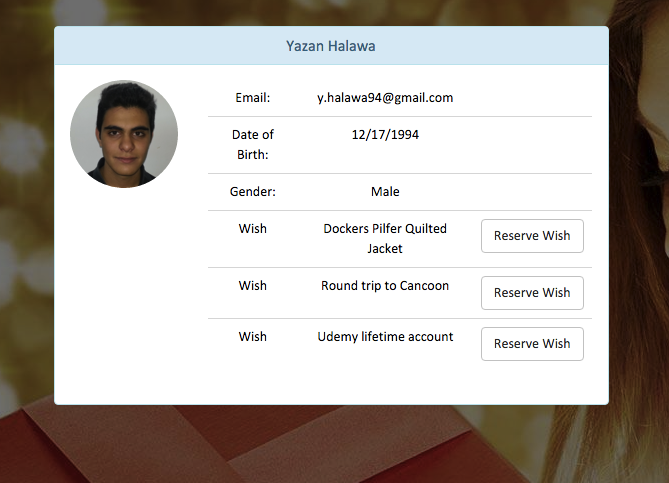 Yazan Halawa
Email: y.halawa94@gmail.com
Date of Birth: 12/17/1994
Gender: Male
Wish Dockers Pilfer Quilted Jacket Reserve Wish
Wish Round trip to Cancoon Reserve Wish
Wish Udemy lifetime account Reserve Wish